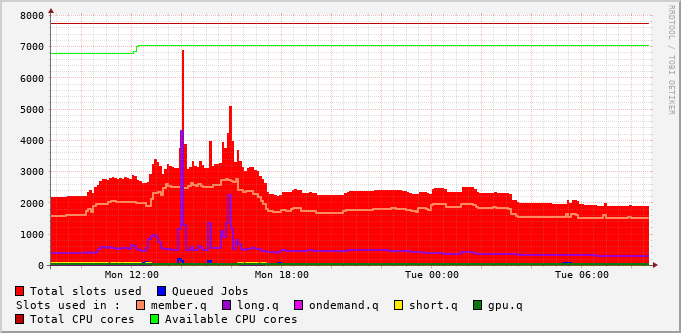 8000
7000
6000
5000
4000
3000
2000
1000
0
Mon 12:00 Mon 18:00 Tue 00:00 Tue 06:00
RRDTOOL / TOBI OETIKER
Total slots used Queued Jobs
Slots used in : member.q long.q ondemand.q short.q gpu.q
Total CPU cores Available CPU cores